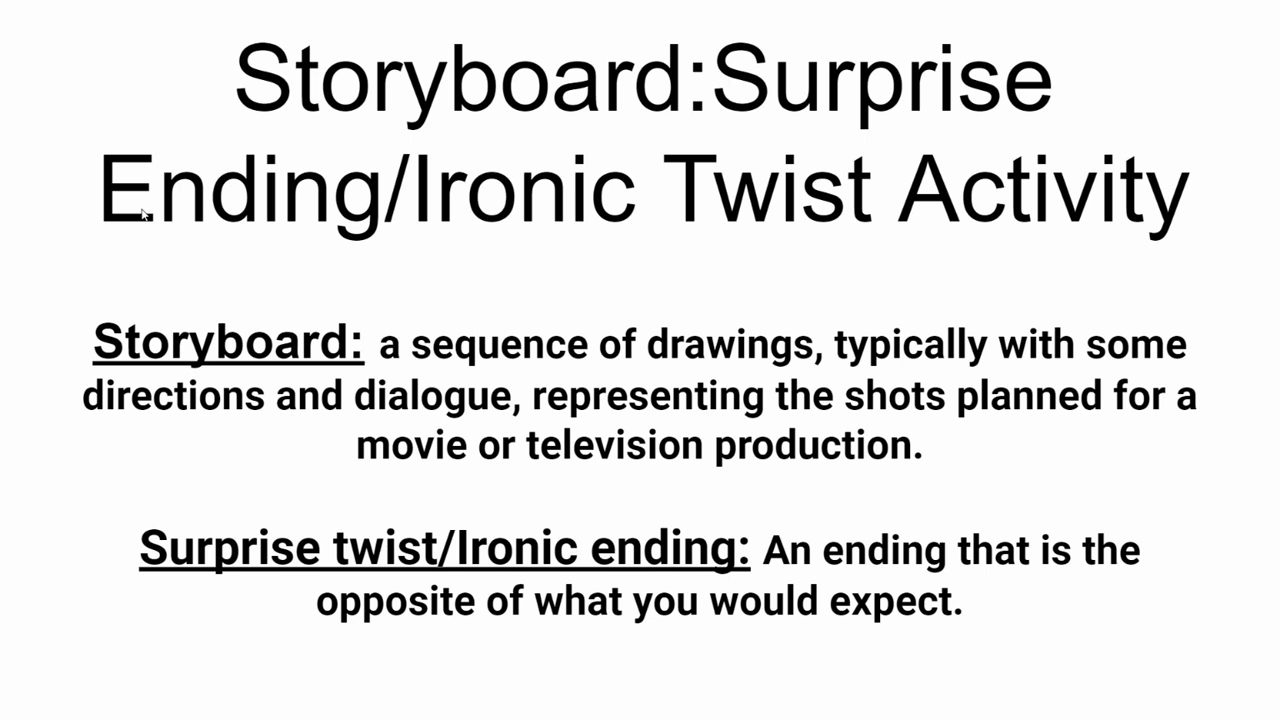 Storyboard:Surprise
Ending/Ironic Twist Activity
Storyboard: a sequence of drawings, typically with some
directions and dialogue, representing the shots planned for a
movie or television production.
Surprise twist/Ironic ending: An ending that is the
opposite of what you would expect.